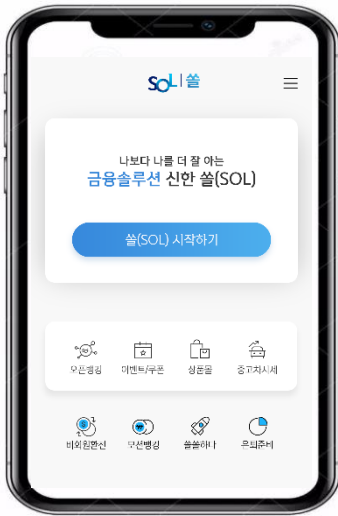 SOL 쏠
나보다 나를 더 잘 아는
금융솔루션 신한 쏠(SOL)
쏠(SOL) 시작하기
오픈뱅킹 이벤트/쿠폰 상품몰 중고차시세
비회원환전 모션뱅킹 쏠쏠하나 은퇴준비